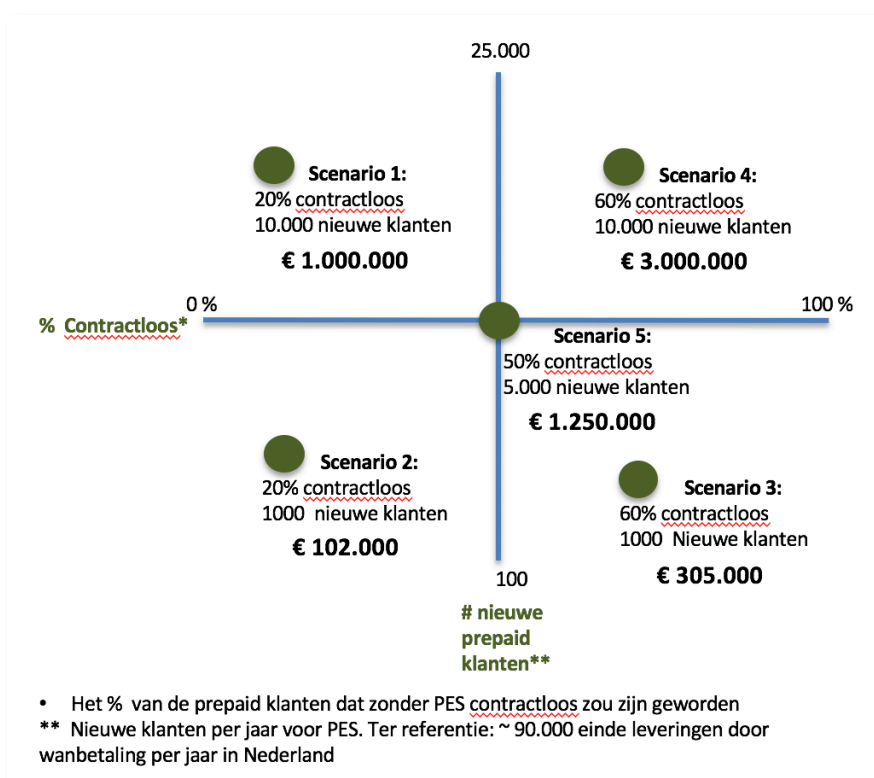 25.000
Scenario 1:
20% contractloos
10.000 nieuwe klanten
€ 1.000.000
Scenario 4:
60% contractloos
10.000 nieuwe klanten
€ 3.000.000
0 %
100 %
% Contractloos*
Scenario 5:
50% contractloos
5.000 nieuwe klanten
€ 1.250.000
Scenario 2:
20% contractloos
1000 nieuwe klanten
€ 102.000
Scenario 3:
60% contractloos
1000 Nieuwe klanten
€ 305.000
100
# nieuwe
prepaid
klanten**
• Het % van de prepaid klanten dat zonder PES contractloos zou zijn geworden
** Nieuwe klanten per jaar voor PES. Ter referentie: ~ 90.000 einde leveringen door
wanbetaling per jaar in Nederland